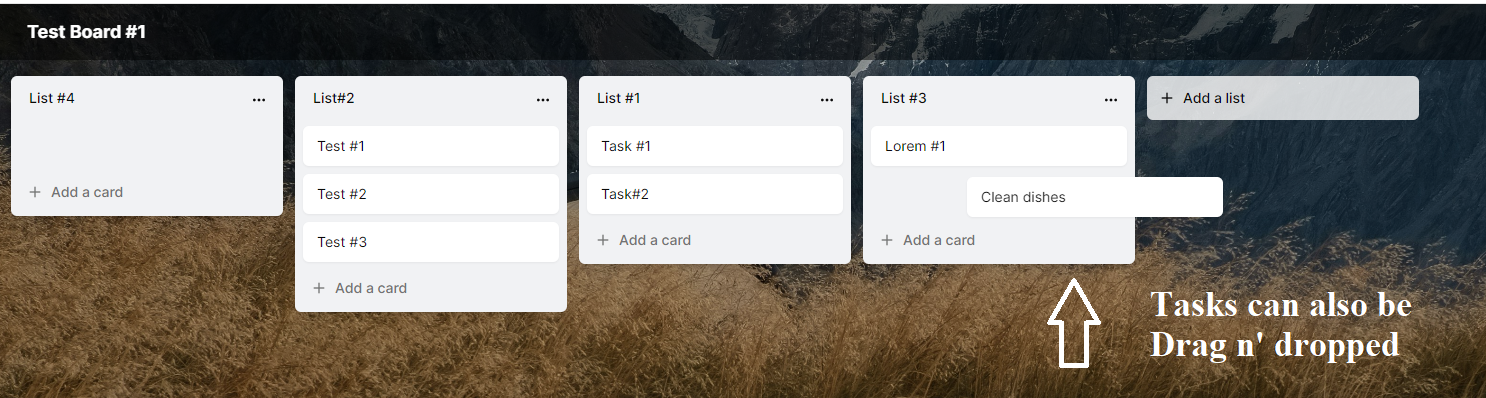 Test Board #1
List #4
+ Add a card
List#2
Test #1
Test #2
Test #3
+ Add a card
List #1
Task #1
Task#2
+ Add a card
List #3
Lorem #1
Clean dishes
+ Add a card
+ Add a list
Tasks can also be
Drag n' dropped